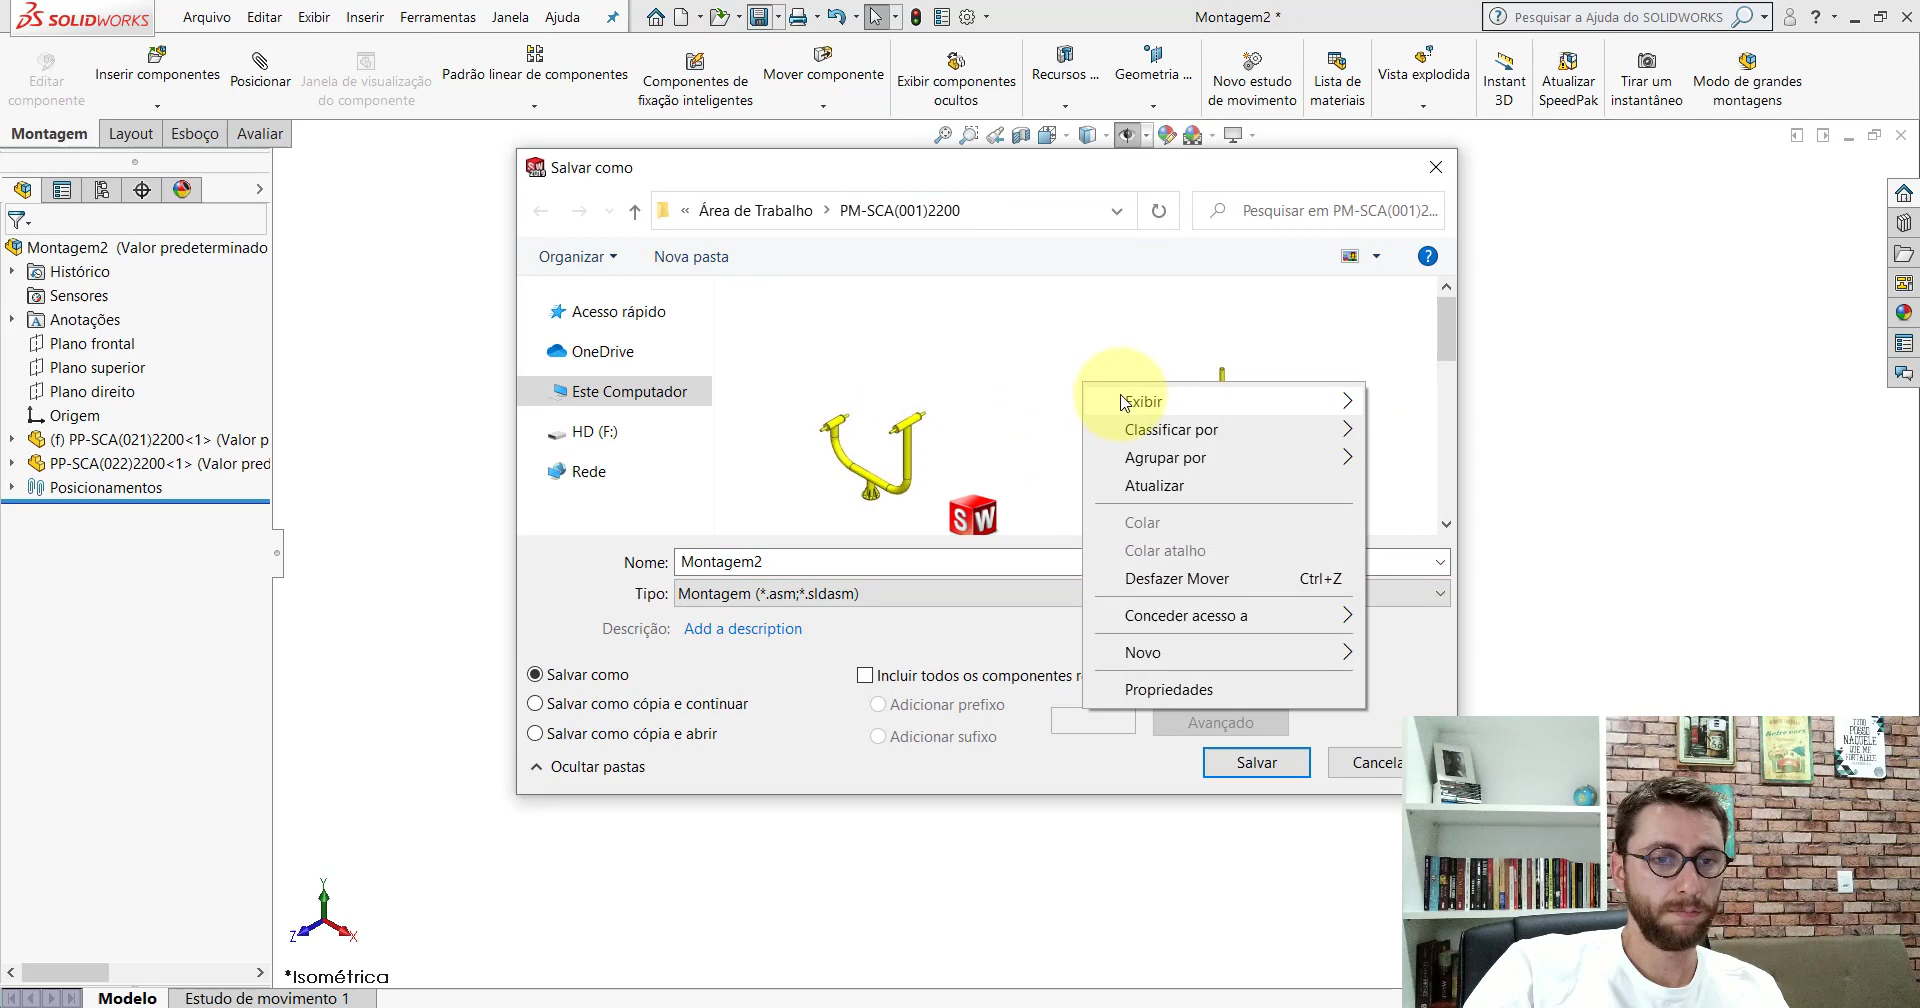 SOLIDWORKS
Arquivo
Editar
Exibir
Inserir
Ferramentas
Janela
Ajuda
Montagem2 *
Pesquisar a Ajuda do SOLIDWORKS
Editar
componente
Inserir componentes
Posicionar
Janela de visualização
do componente
Padrão linear de componentes
Componentes de
fixação inteligentes
Mover componente
Exibir componentes
ocultos
Recursos ...
Geometria ...
Novo estudo
de movimento
Lista de
materiais
Vista explodida
Instant
3D
Atualizar
SpeedPak
Tirar um
instantâneo
Modo de grandes
montagens
Montagem
Layout
Esboço
Avaliar
Montagem2 (Valor predeterminado
Histórico
Sensores
Anotações
Plano frontal
Plano superior
Plano direito
Origem
(f) PP-SCA(021)2200<1> (Valor p
PP-SCA(022)2200<1> (Valor pred
Posicionamentos
Salvar como
« Área de Trabalho > PM-SCA(001)2200
Pesquisar em PM-SCA(001)2...
Organizar
Nova pasta
Acesso rápido
OneDrive
Este Computador
HD (F:)
Rede
SW
Exibir
Classificar por
Agrupar por
Atualizar
Colar
Colar atalho
Desfazer Mover Ctrl+Z
Conceder acesso a
Novo
Propriedades
Nome: Montagem2
Tipo: Montagem (*.asm;*.sldasm)
Descrição: Add a description
Salvar como
Salvar como cópia e continuar
Salvar como cópia e abrir
Incluir todos os componentes r
Adicionar prefixo
Adicionar sufixo
Avançado
Ocultar pastas
Salvar
Cancela
TUDO
POSSO
NAQUELE
QUE ME
FORTALECE
Y
Z
X
*Isométrica
Modelo
Estudo de movimento 1